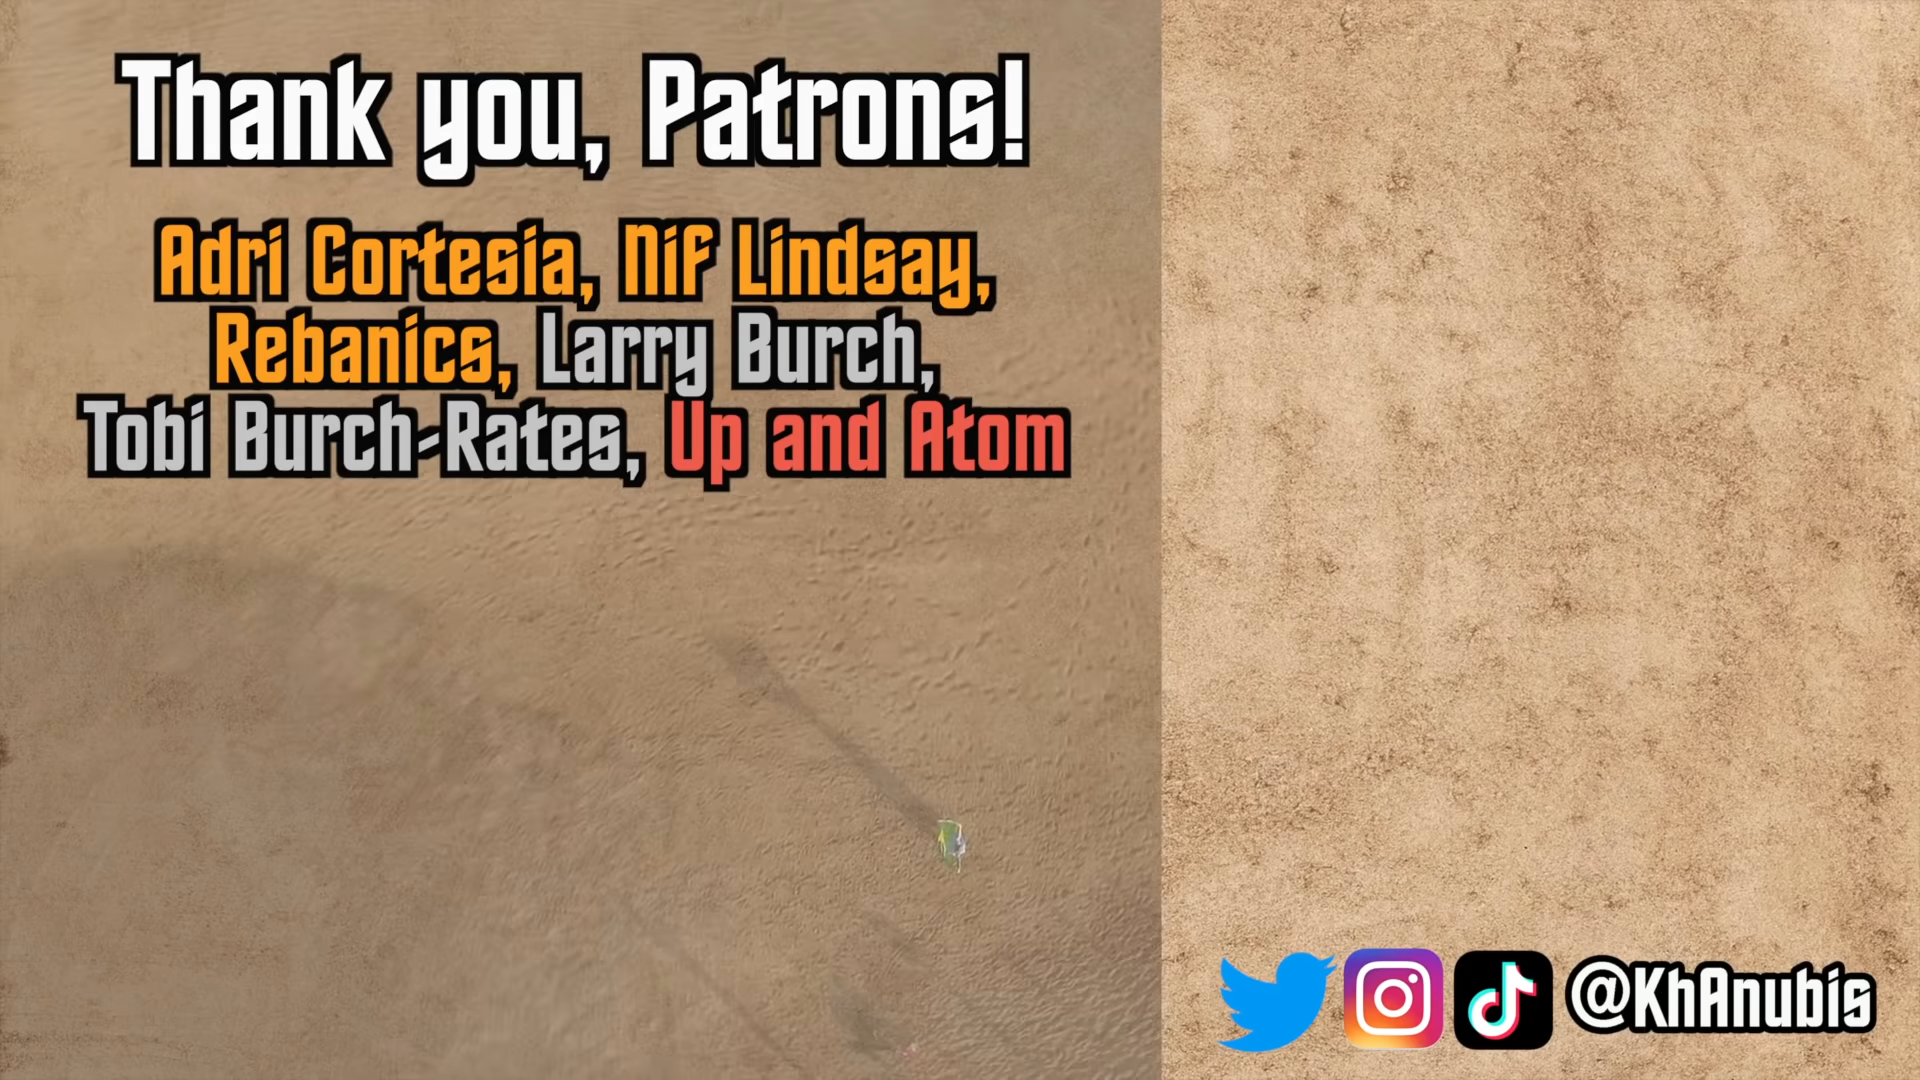 Thank you, Patrons!
Adri Cortesia, Nif Lindsay,
Rebanics, Larry Burch,
Tobi Burch-Rates, Up and Atom
@KhAnubis